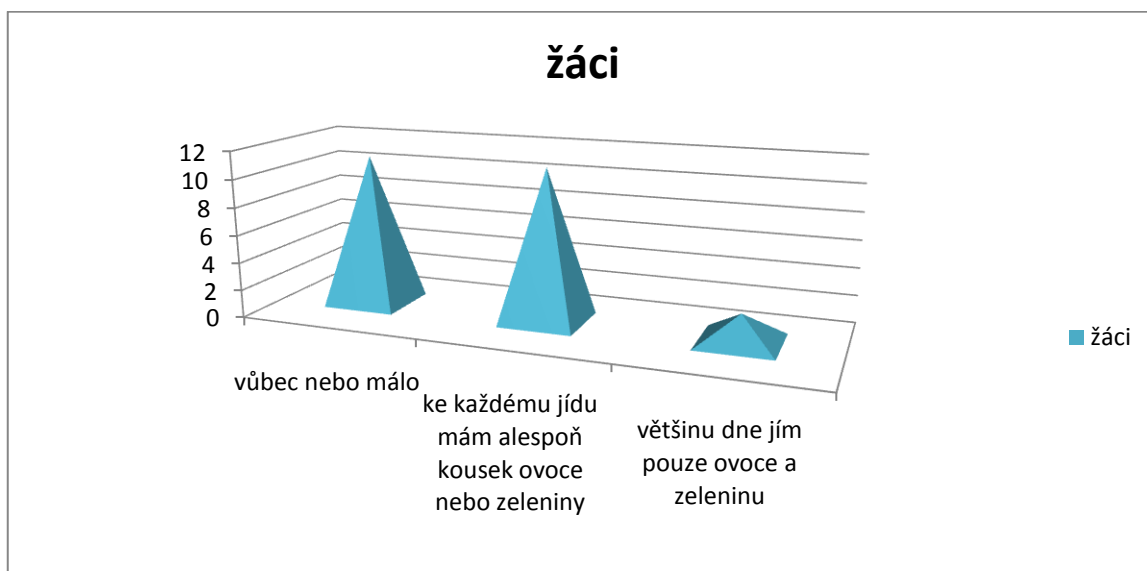 žáci
12
10
8
6
4
2
0
vůbec nebo málo
ke každému jídu
mám alespoň
kousek ovoce
nebo zeleniny
většinu dne jím
pouze ovoce a
zeleninu
žáci